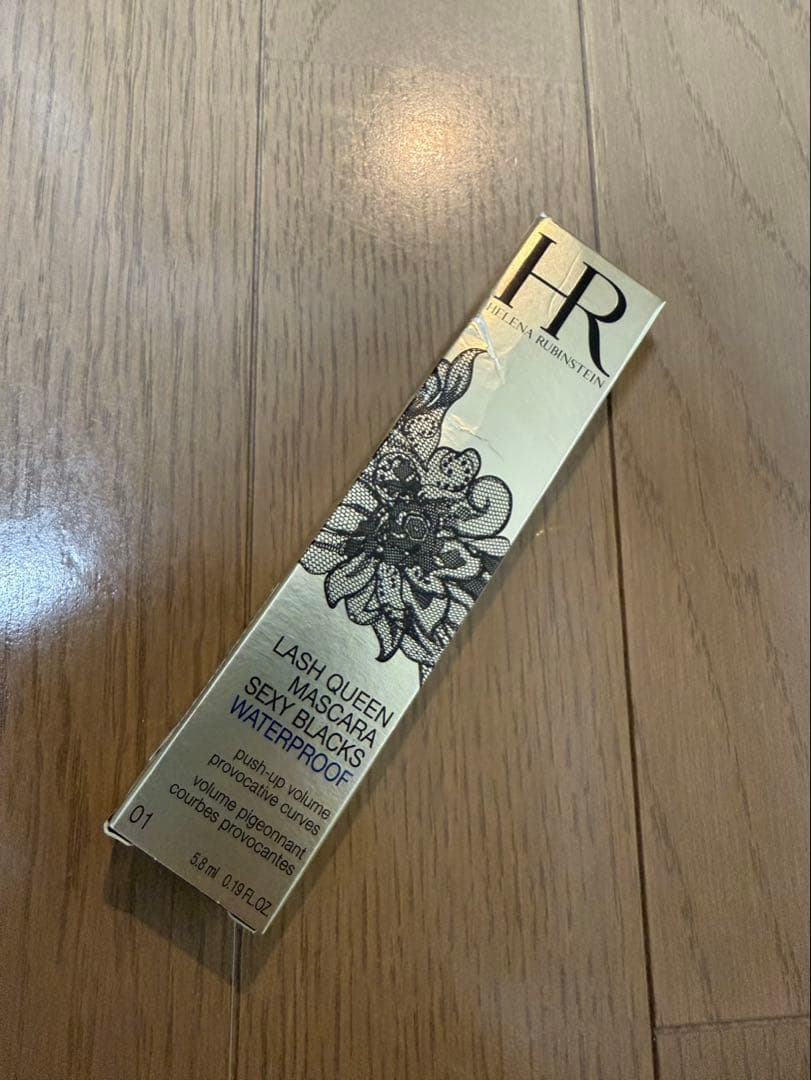 HR
HELENA RUBINSTEIN
LASH QUEEN
MASCARA
SEXY BLACKS
WATERPROOF
push-up volume
provocative curves
volume pigeonnant
courbes provocantes
01
5.8 ml 0.19 FL.OZ